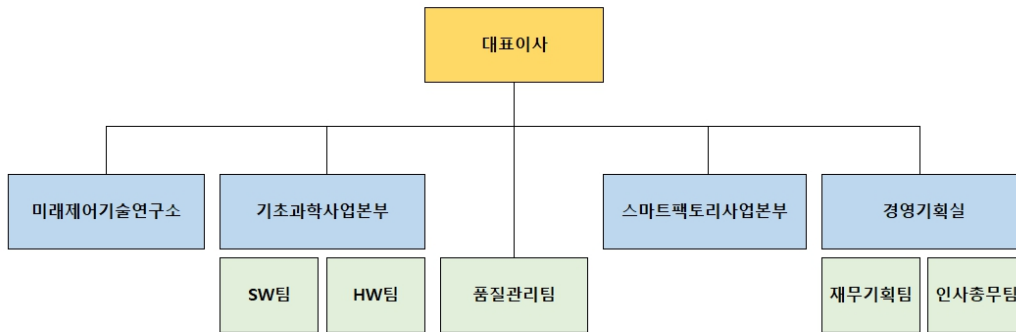 대표이사
미래제어기술연구소
기초과학사업본부
스마트팩토리사업본부
경영기획실
SW팀
HW팀
품질관리팀
재무기획팀
인사총무팀